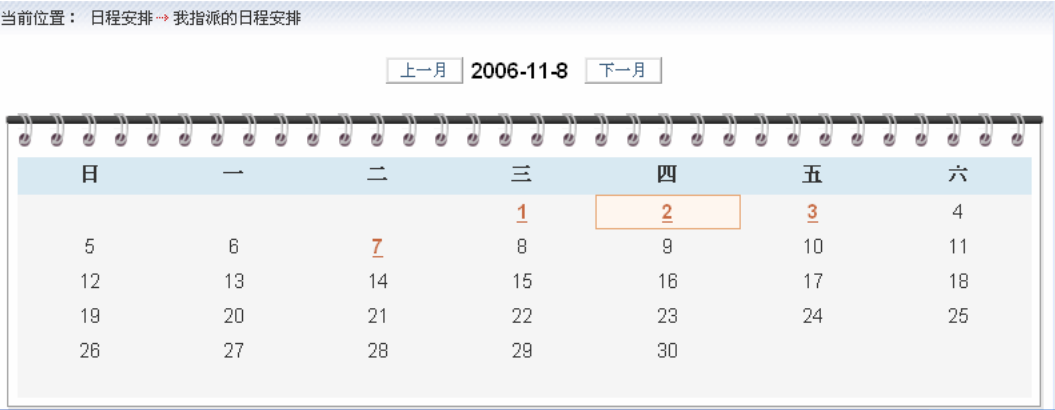 当前位置： 日程安排⇢我指派的日程安排
上一月 2006-11-8 下一月
日 一 二 三 四 五 六
1 2 3 4
5 6 7 8 9 10 11
12 13 14 15 16 17 18
19 20 21 22 23 24 25
26 27 28 29 30